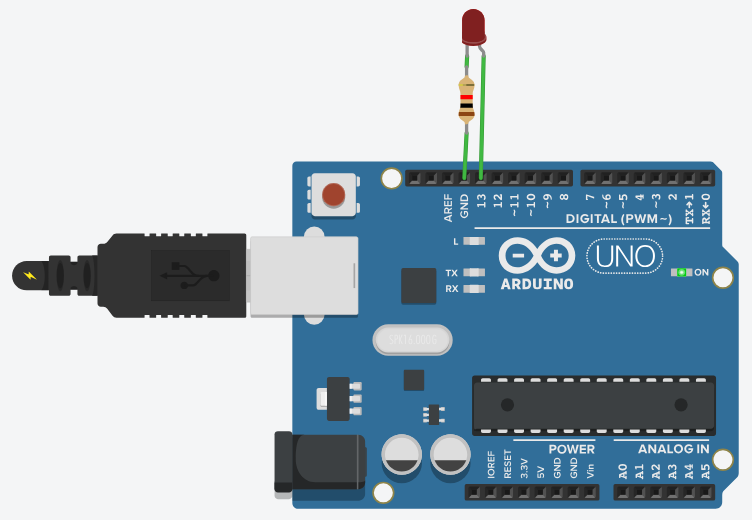 AREF
GND
13
12
~11
~10
~9
8
7
~6
~5
4
~3
2
TX→1
RX←0
DIGITAL (PWM~)
L
TX
RX
ARDUINO
UNO
ON
POWER
ANALOG IN
IOREF
RESET
3.3V
5V
GND
GND
Vin
A0
A1
A2
A3
A4
A5